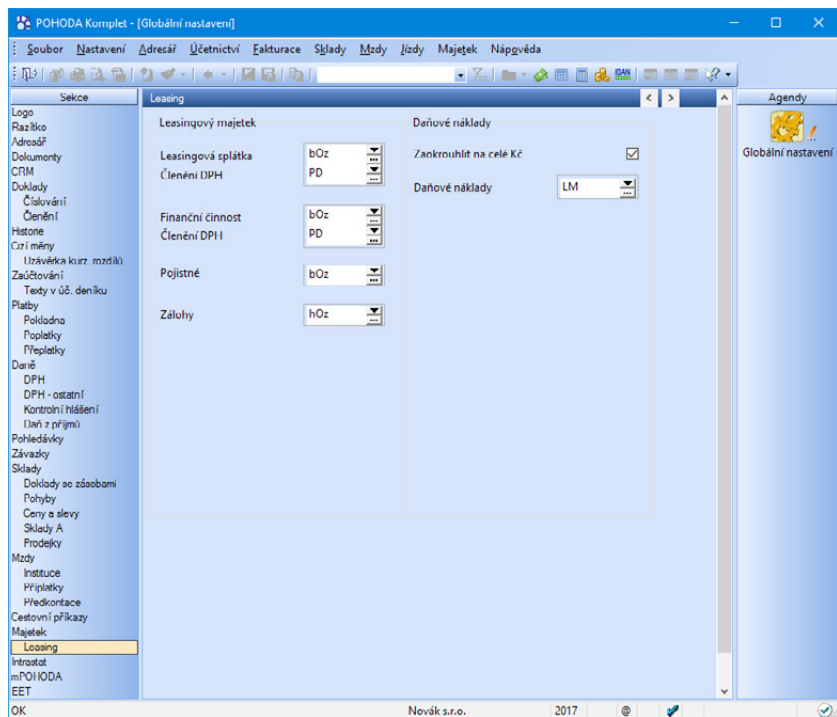 POHODA Komplet - [Globální nastavení]
Soubor Nastavení Adresář Účetnictví Fakturace Sklady Mzdy Jízdy Majetek Nápověda
IBAN
Sekce
Logo
Razítko
Adresář
Dokumenty
CRM
Doklady
Číslování
Členění
Historie
Cizí měny
Uzávěrka kurz. rozdílů
Zaúčtování
Texty v úč. deníku
Platby
Pokladna
Poplatky
Přeplatky
Daně
DPH
DPH - ostatní
Kontrolní hlášení
Daň z příjmů
Pohledávky
Závazky
Sklady
Doklady se zásobami
Pohyby
Ceny a slevy
Sklady A
Prodejky
Mzdy
Instituce
Příplatky
Předkontace
Cestovní příkazy
Majetek
Leasing
Intrastat
mPOHODA
EET
Leasing
Leasingový majetek
Leasingová splátka bOz
Členění DPH PD
Finanční činnost bOz
Členění DPH PD
Pojistné bOz
Zálohy hOz
Daňové náklady
Zaokrouhlit na celé Kč
Daňové náklady LM
Agendy
Globální nastavení
OK Novák s.r.o. 2017 @